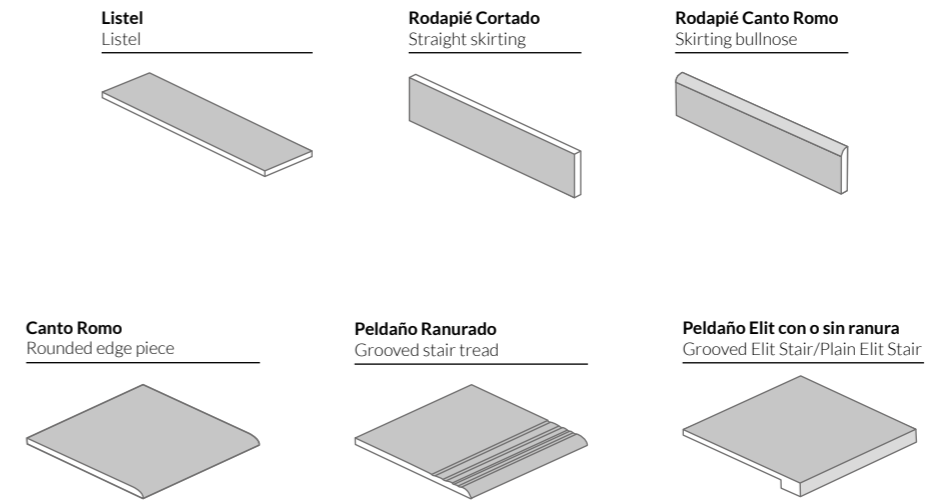 Listel
Listel
Rodapié Cortado
Straight skirting
Rodapié Canto Romo
Skirting bullnose
Canto Romo
Rounded edge piece
Peldaño Ranurado
Grooved stair tread
Peldaño Elit con o sin ranura
Grooved Elit Stair/Plain Elit Stair